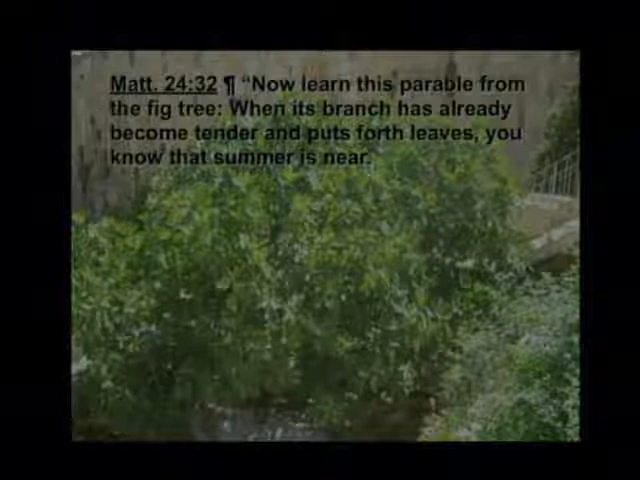 Matt. 24:32 ¶ “Now learn this parable from
the fig tree: When its branch has already
become tender and puts forth leaves, you
know that summer is near.